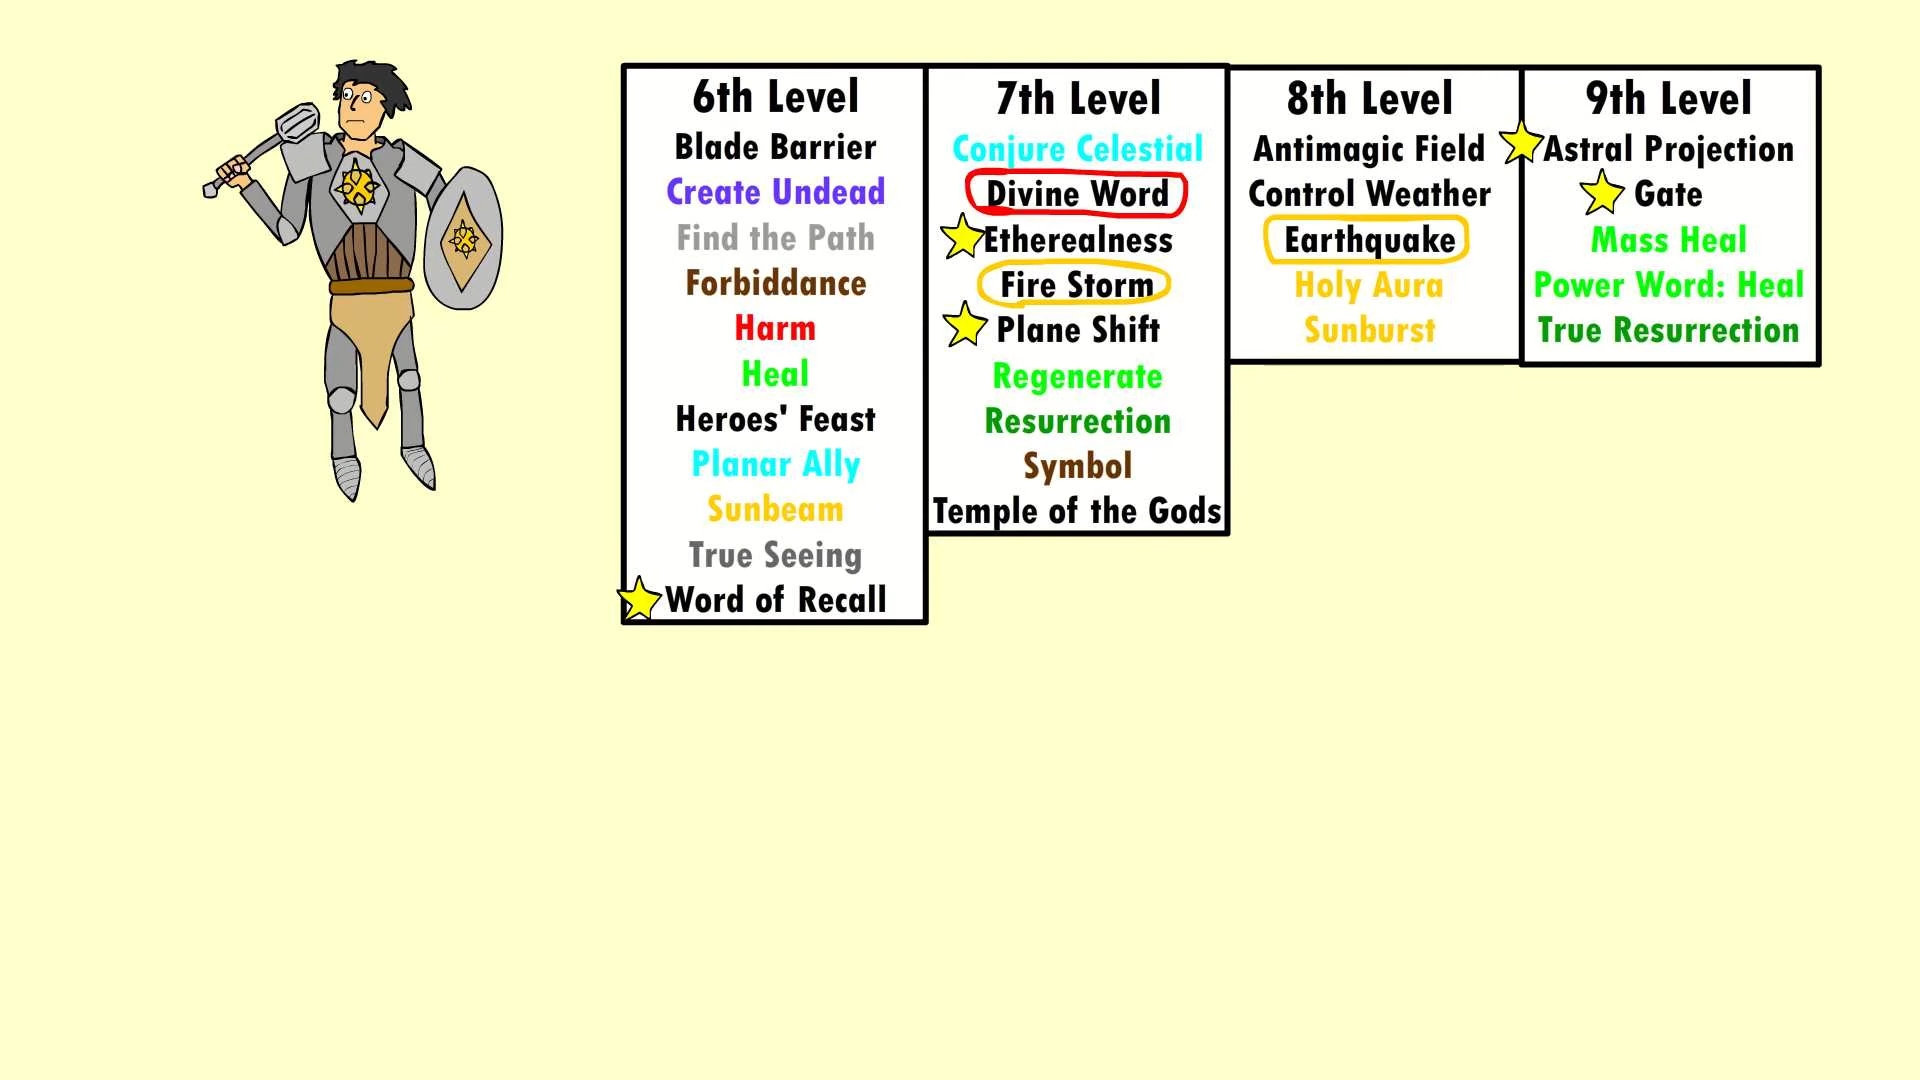 6th Level
Blade Barrier
Create Undead
Find the Path
Forbiddance
Harm
Heal
Heroes' Feast
Planar Ally
Sunbeam
True Seeing
Word of Recall
7th Level
Conjure Celestial
Divine Word
Etherealness
Fire Storm
Plane Shift
Regenerate
Resurrection
Symbol
Temple of the Gods
8th Level
Antimagic Field
Control Weather
Earthquake
Holy Aura
Sunburst
9th Level
Astral Projection
Gate
Mass Heal
Power Word: Heal
True Resurrection